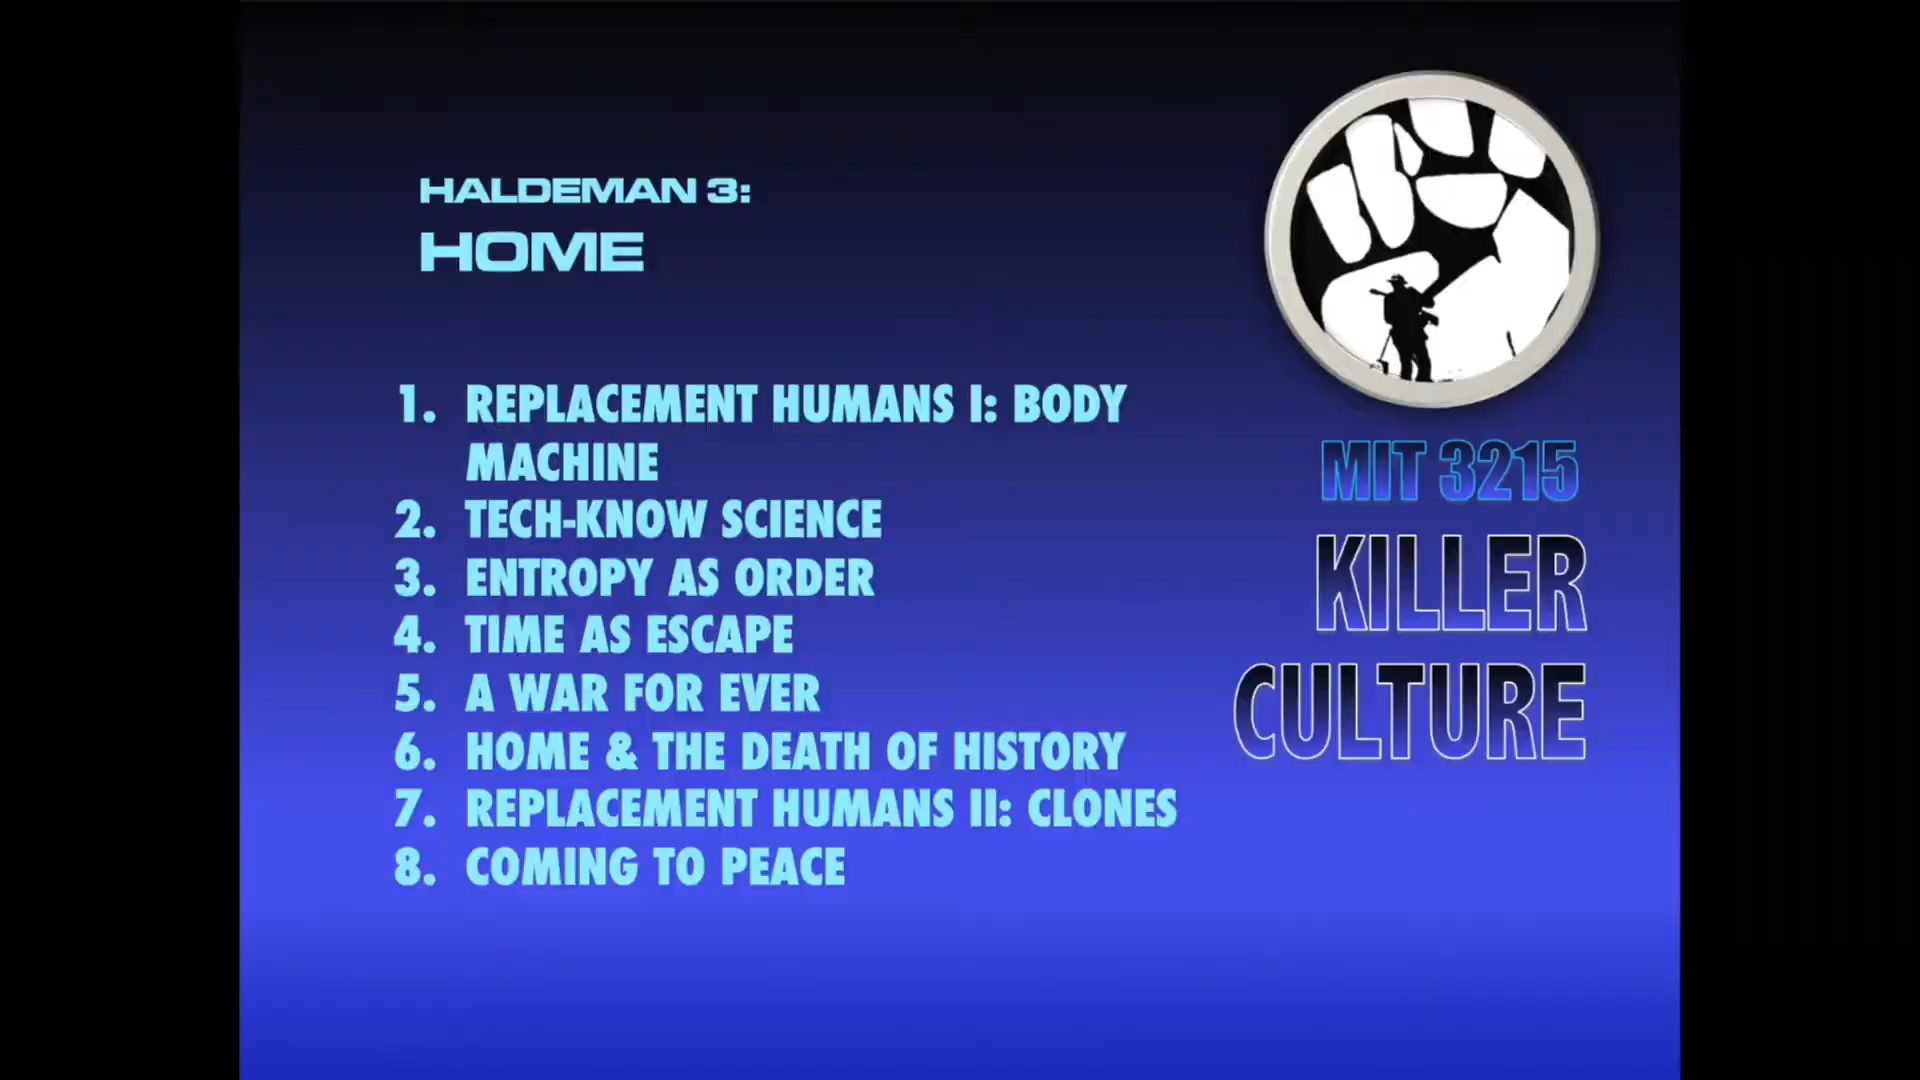 HALDEMAN 3:
HOME
1. REPLACEMENT HUMANS I: BODY
MACHINE
2. TECH-KNOW SCIENCE
3. ENTROPY AS ORDER
4. TIME AS ESCAPE
5. A WAR FOR EVER
6. HOME & THE DEATH OF HISTORY
7. REPLACEMENT HUMANS II: CLONES
8. COMING TO PEACE
MIT 3215
KILLER
CULTURE